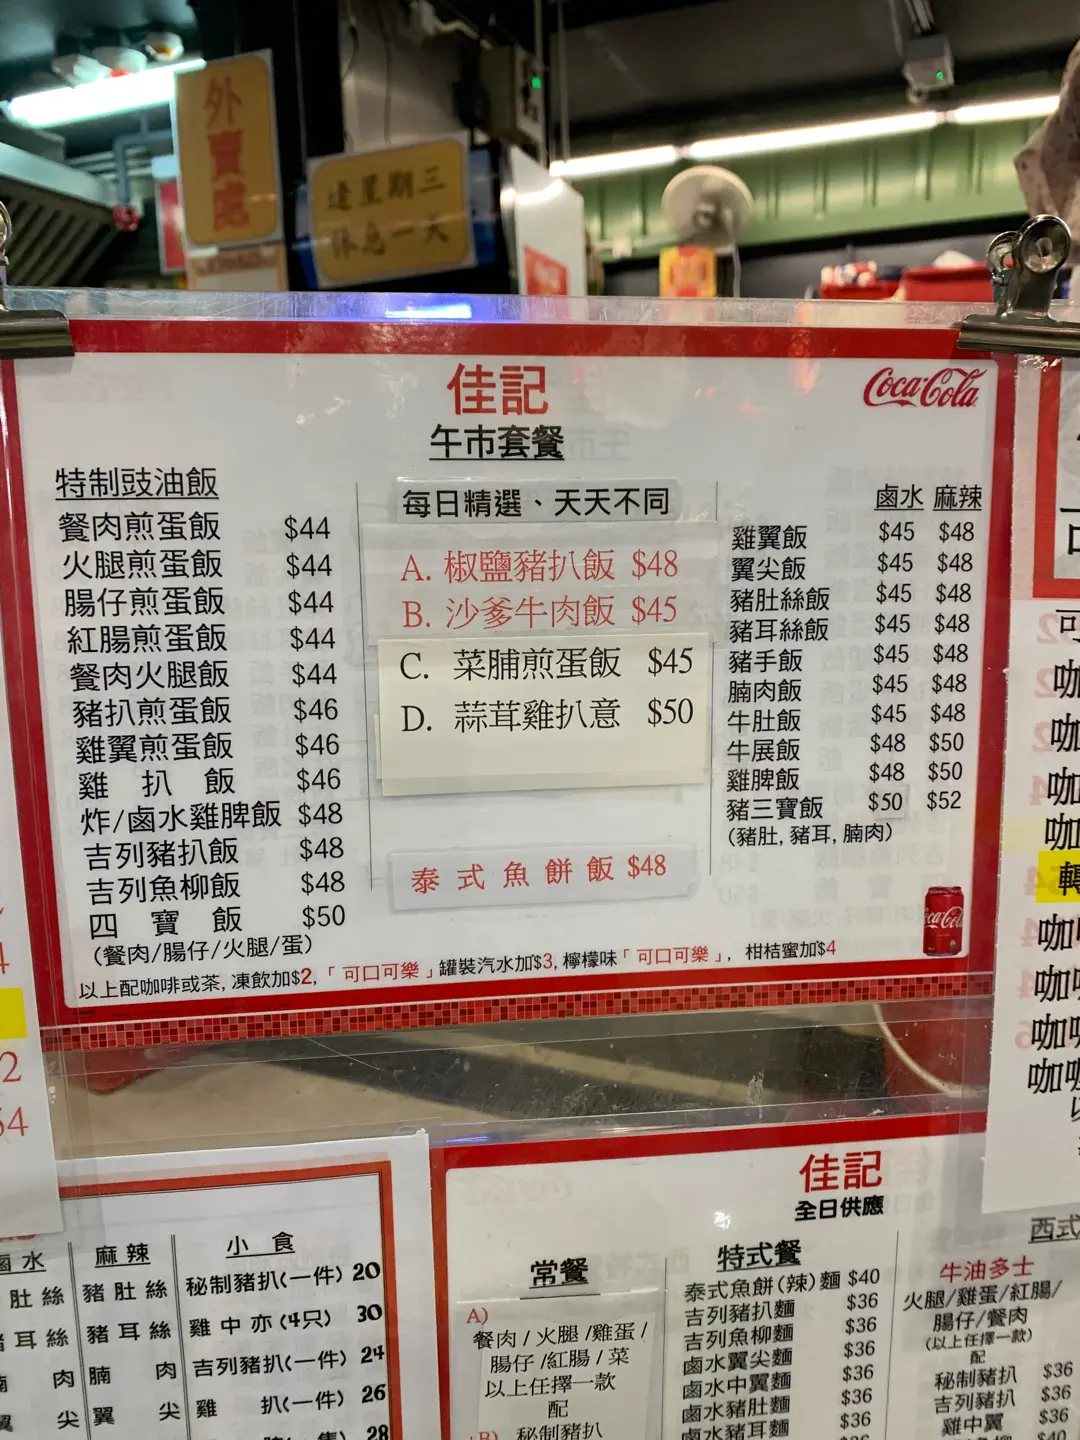 外賣處
逢星期三
休息一天
佳記
午市套餐
Coca-Cola
特制豉油飯
餐肉煎蛋飯 $44
火腿煎蛋飯 $44
腸仔煎蛋飯 $44
紅腸煎蛋飯 $44
餐肉火腿飯 $44
豬扒煎蛋飯 $46
雞翼煎蛋飯 $46
雞扒飯 $46
炸/鹵水雞脾飯 $48
吉列豬扒飯 $48
吉列魚柳飯 $48
四寶飯 $50
(餐肉/腸仔/火腿/蛋)
每日精選、天天不同
A. 椒鹽豬扒飯 $48
B. 沙爹牛肉飯 $45
C. 菜脯煎蛋飯 $45
D. 蒜茸雞扒意 $50
泰式魚餅飯 $48
鹵水 麻辣
雞翼飯 $45 $48
翼尖飯 $45 $48
豬肚絲飯 $45 $48
豬耳絲飯 $45 $48
豬手飯 $45 $48
腩肉飯 $45 $48
牛肚飯 $45 $48
牛展飯 $48 $50
雞脾飯 $48 $50
豬三寶飯 $50 $52
(豬肚, 豬耳, 腩肉)
以上配咖啡或茶, 凍飲加$2, 「可口可樂」罐裝汽水加$3, 檸檬味「可口可樂」, 柑桔蜜加$4
鹵水
肚絲
豬耳絲
腩肉
翼尖
麻辣
豬肚絲
豬耳絲
腩肉
翼尖
小食
秘制豬扒(一件) 20
雞中亦(4只) 30
吉列豬扒(一件) 24
雞扒(一件) 26
28
佳記
全日供應
常餐
A)
餐肉/火腿/雞蛋/
腸仔/紅腸/菜
以上任擇一款
配
秘制豬扒
特式餐
泰式魚餅(辣)麵 $40
吉列豬扒麵 $36
吉列魚柳麵 $36
鹵水翼尖麵 $36
鹵水中翼麵 $36
鹵水豬肚麵 $36
鹵水豬耳麵 $36
西式
牛油多士
火腿/雞蛋/紅腸/
腸仔/餐肉
(以上任擇一款)
配
秘制豬扒 $36
吉列豬扒 $36
雞中翼 $36
$40